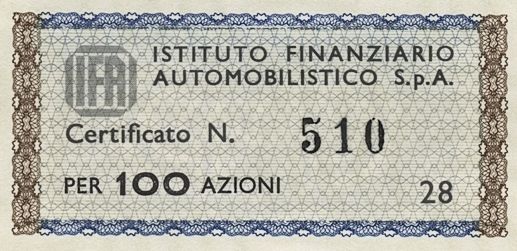 IFA
ISTITUTO FINANZIARIO
AUTOMOBILISTICO S.p.A.
Certificato N. 510
PER 100 AZIONI 28